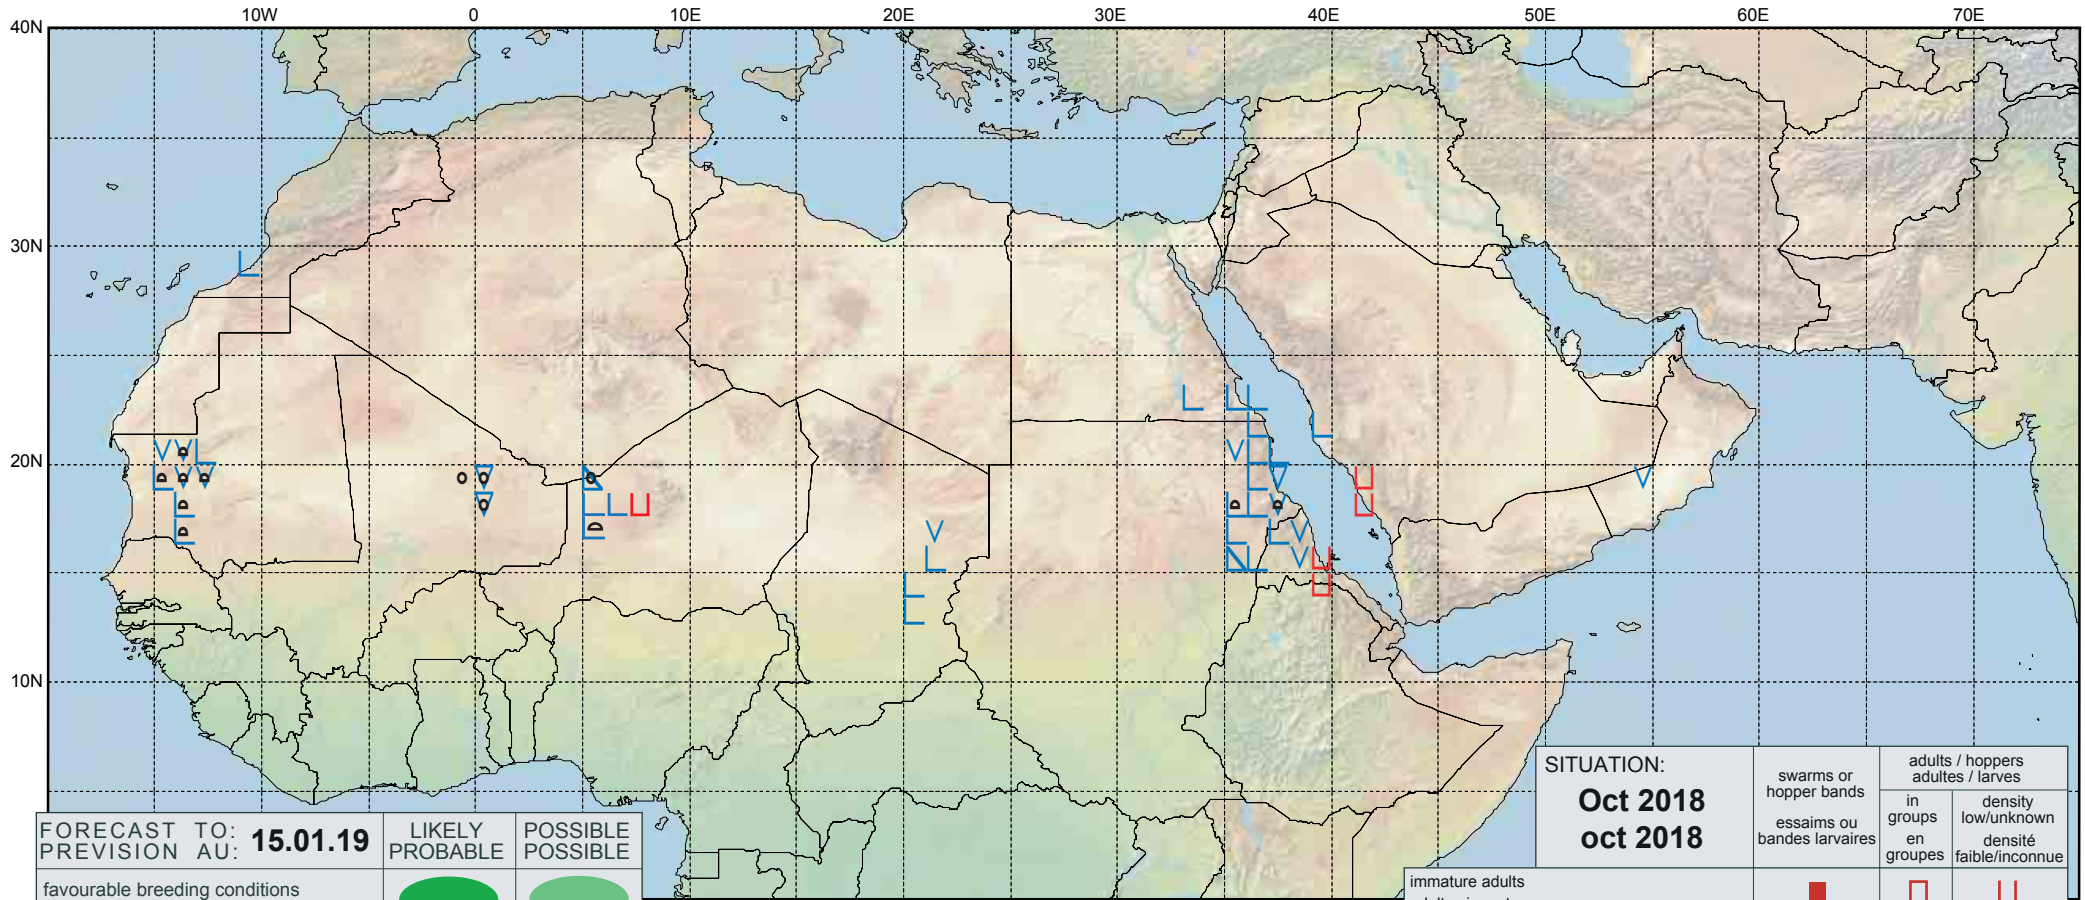 10W 0 10E 20E 30E 40E 50E 60E 70E
40N
30N
20N
10N
FORECAST TO: 15.01.19
PREVISION AU:
LIKELY
PROBABLE
POSSIBLE
POSSIBLE
favourable breeding conditions
SITUATION:
Oct 2018
oct 2018
swarms or
hopper bands
essaims ou
bandes larvaires
adults / hoppers
adultes / larves
in
groups
en
groupes
density
low/unknown
densité
faible/inconnue
immature adults